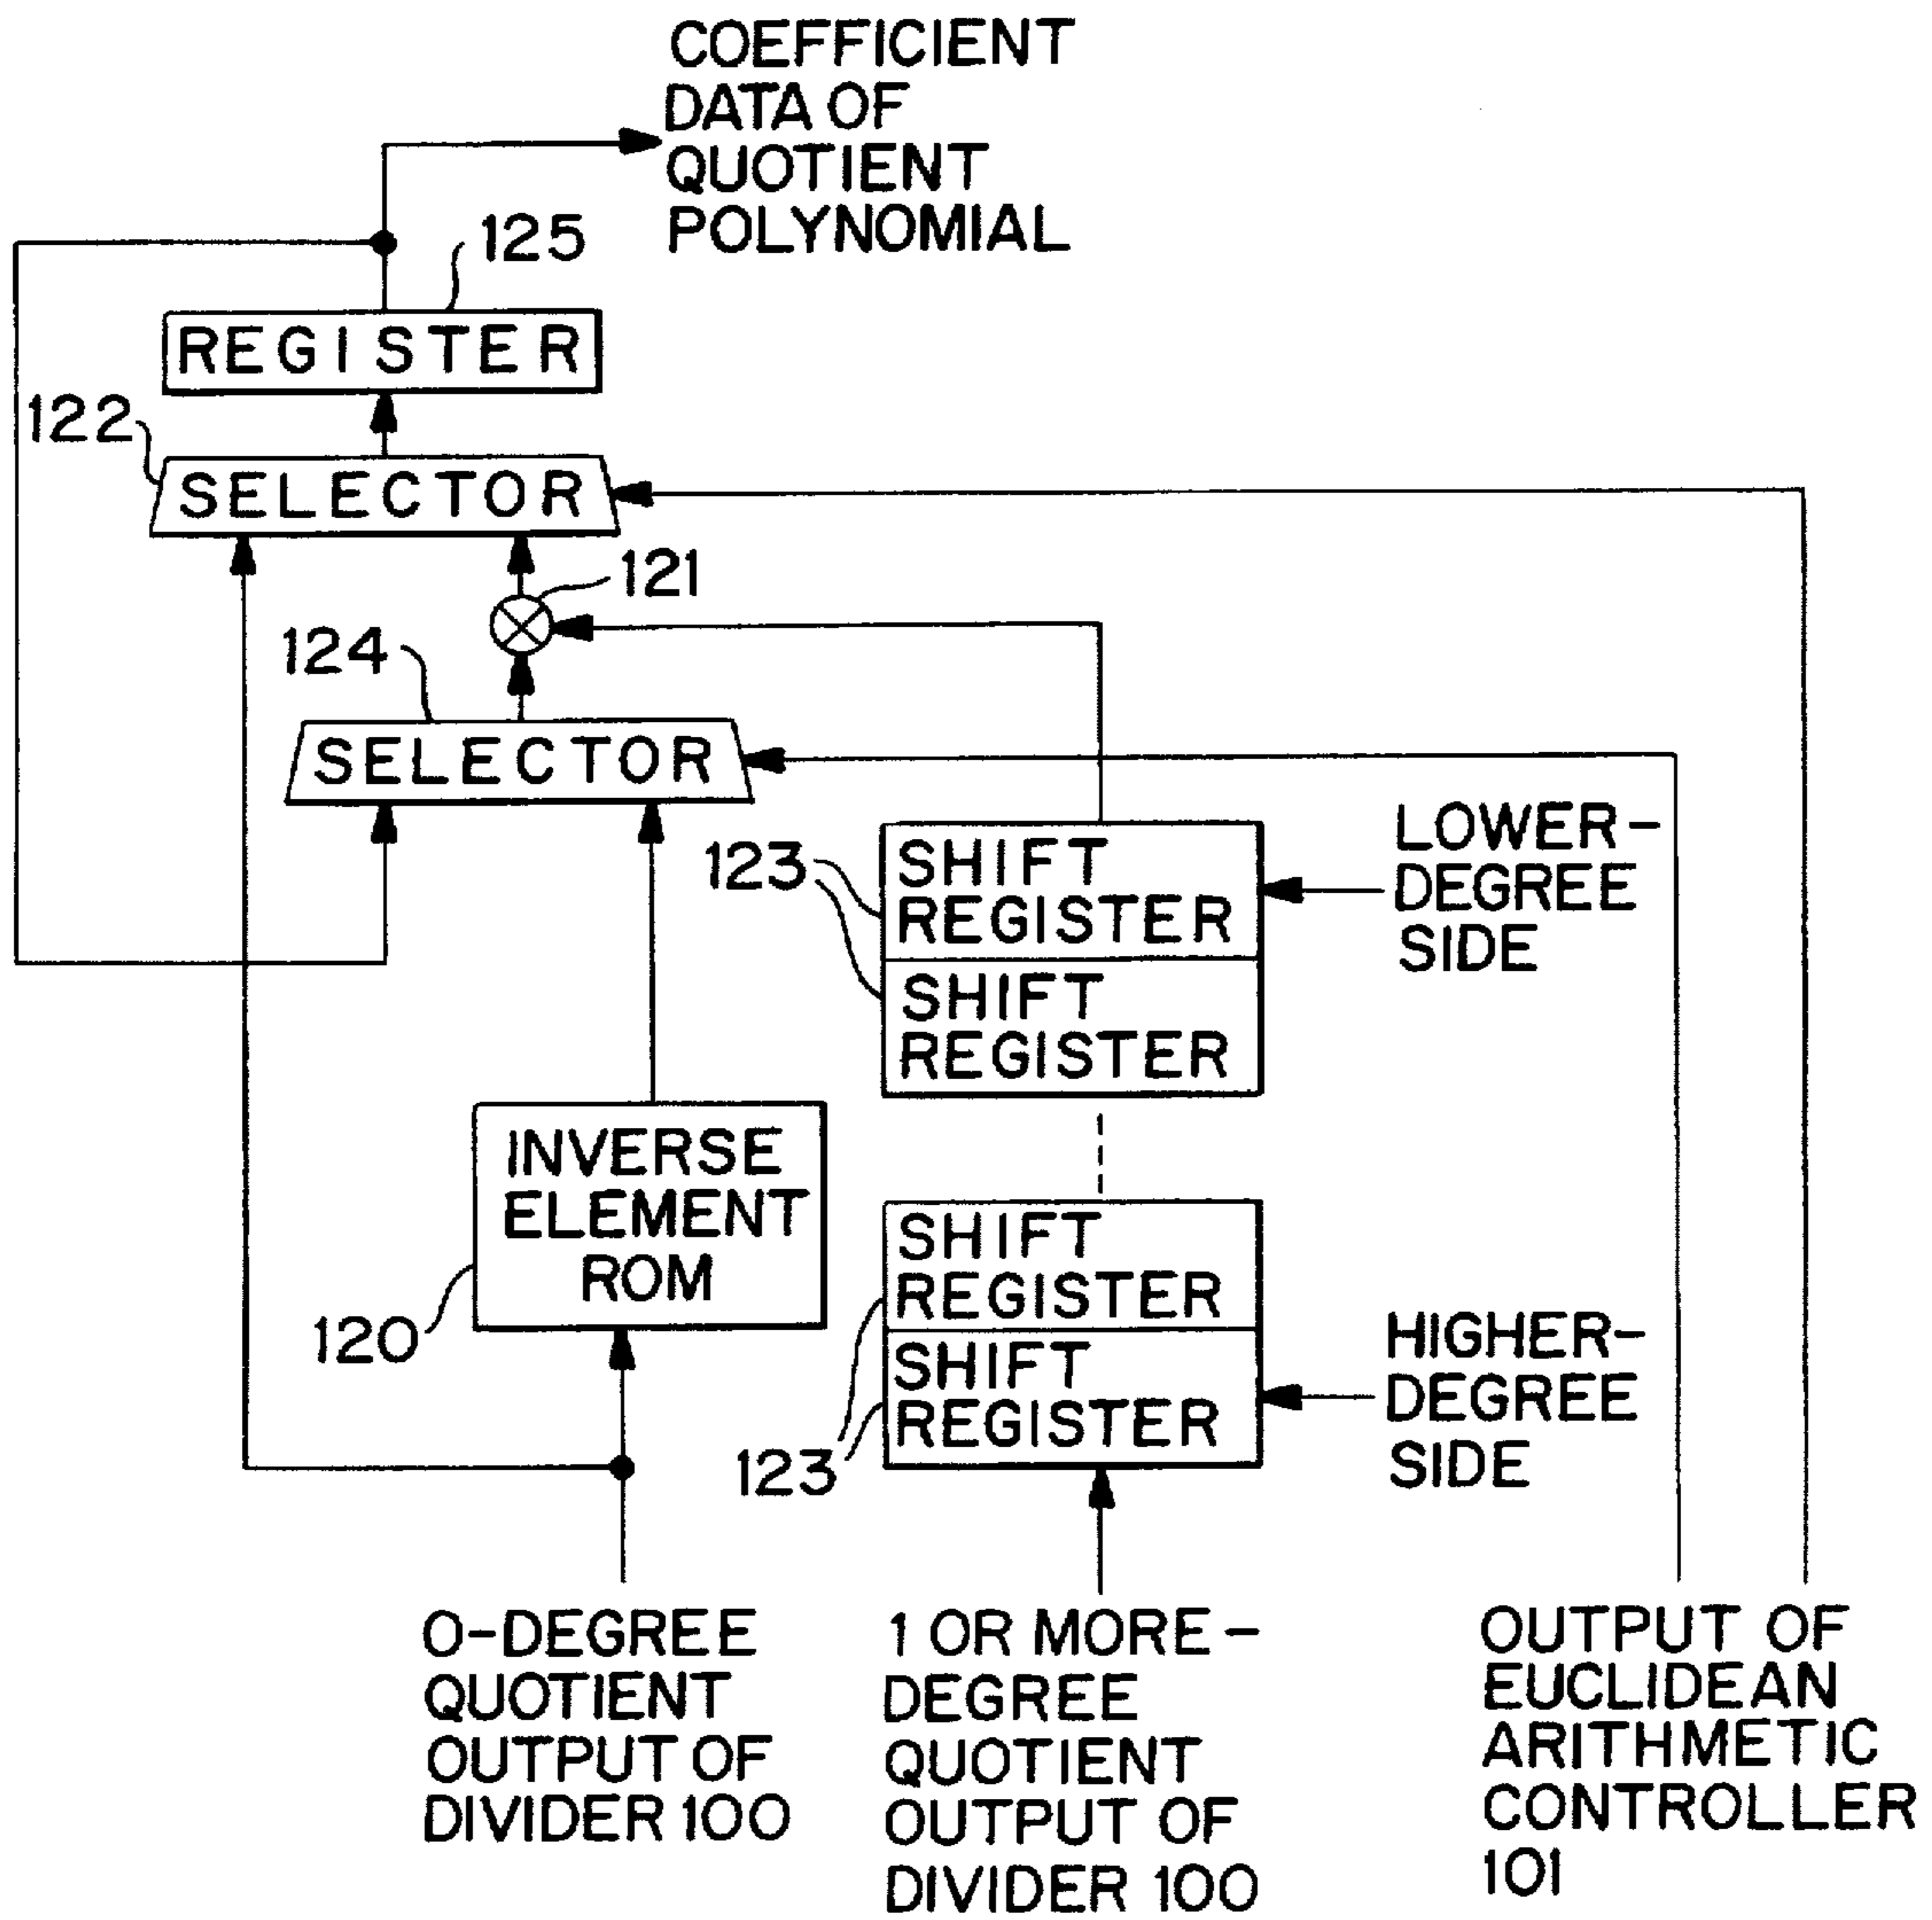 COEFFICIENT
DATA OF
QUOTIENT
POLYNOMIAL
125
REGISTER
122
SELECTOR
121
124
SELECTOR
LOWER-
DEGREE
SIDE
123
SHIFT
REGISTER
SHIFT
REGISTER
INVERSE
ELEMENT
ROM
120
SHIFT
REGISTER
SHIFT
REGISTER
123
HIGHER-
DEGREE
SIDE
0-DEGREE
QUOTIENT
OUTPUT OF
DIVIDER 100
1 OR MORE-
DEGREE
QUOTIENT
OUTPUT OF
DIVIDER 100
OUTPUT OF
EUCLIDEAN
ARITHMETIC
CONTROLLER
101